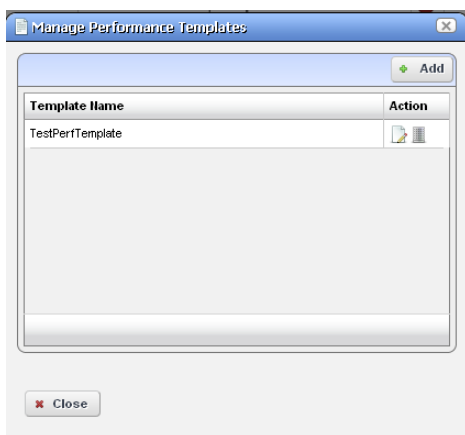 Manage Performance Templates
Add
Template Name Action
TestPerfTemplate
Close